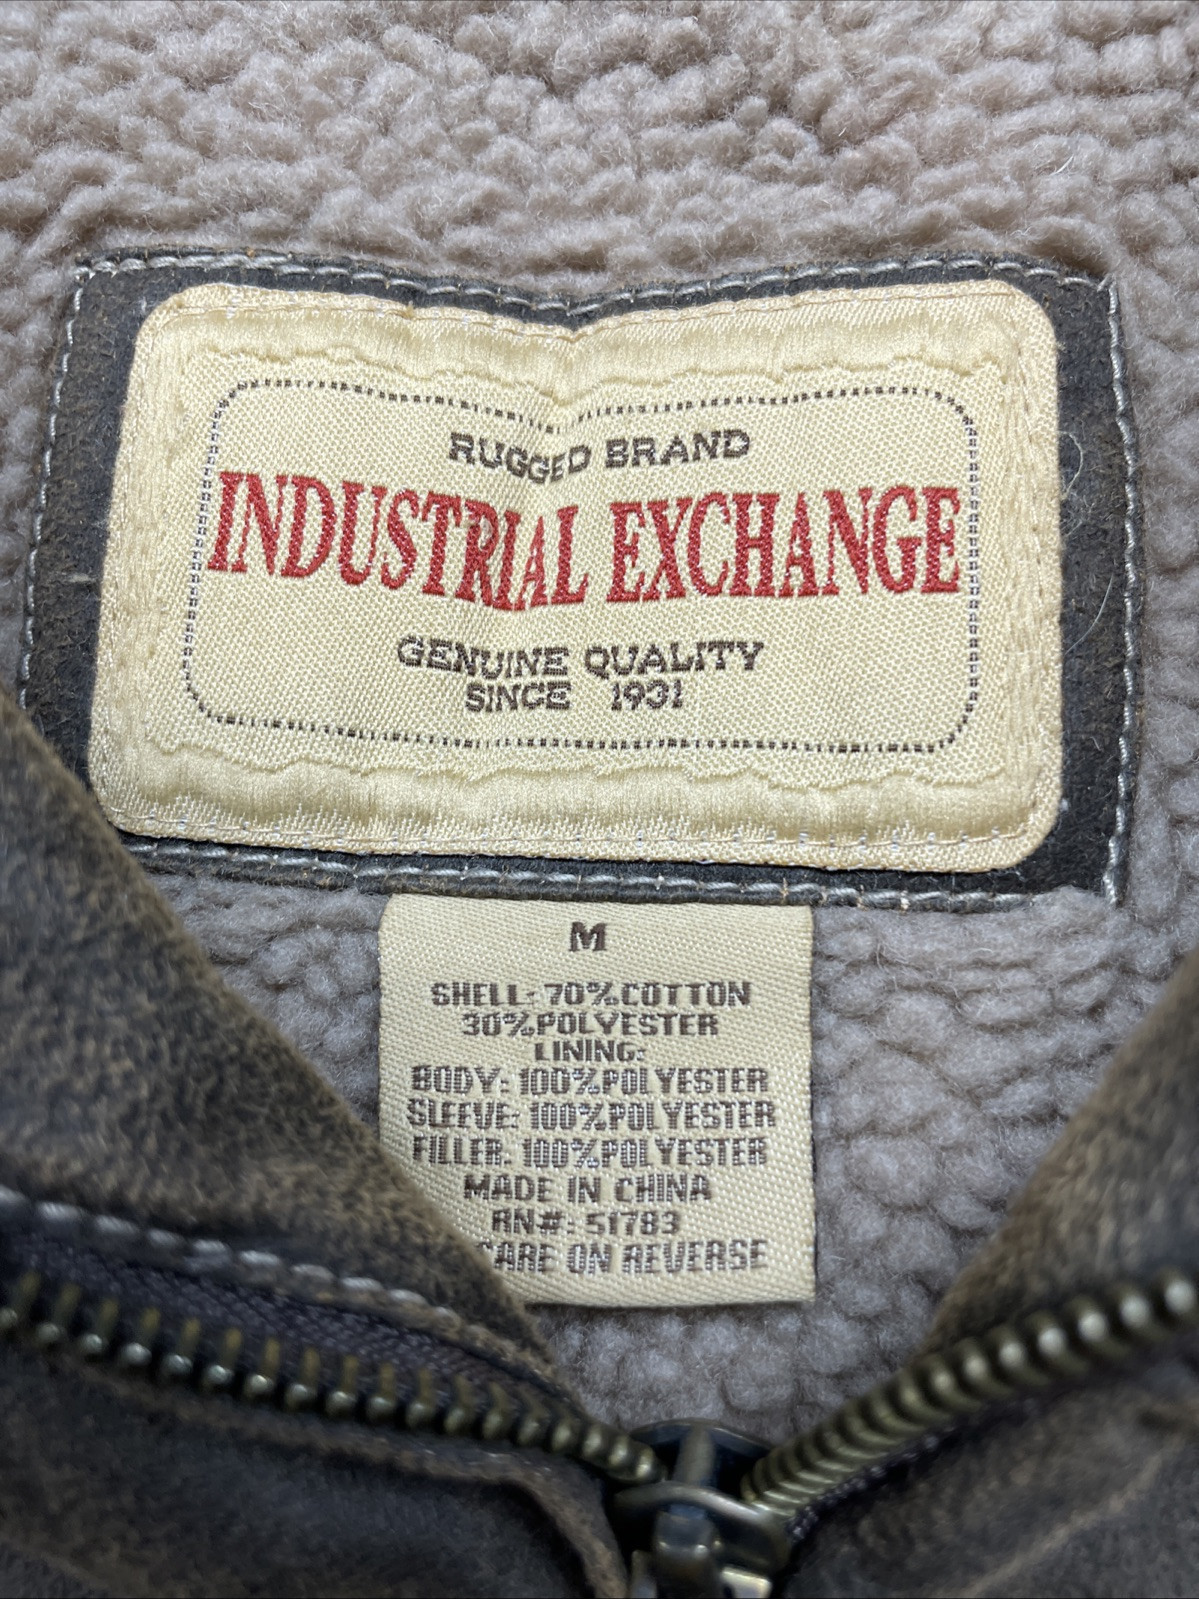 RUGGED BRAND
INDUSTRIAL EXCHANGE
GENUINE QUALITY
SINCE 1931
M
SHELL: 70%COTTON
30%POLYESTER
LINING:
BODY: 100%POLYESTER
SLEEVE: 100%POLYESTER
FILLER: 100%POLYESTER
MADE IN CHINA
RN#: 51783
CARE ON REVERSE